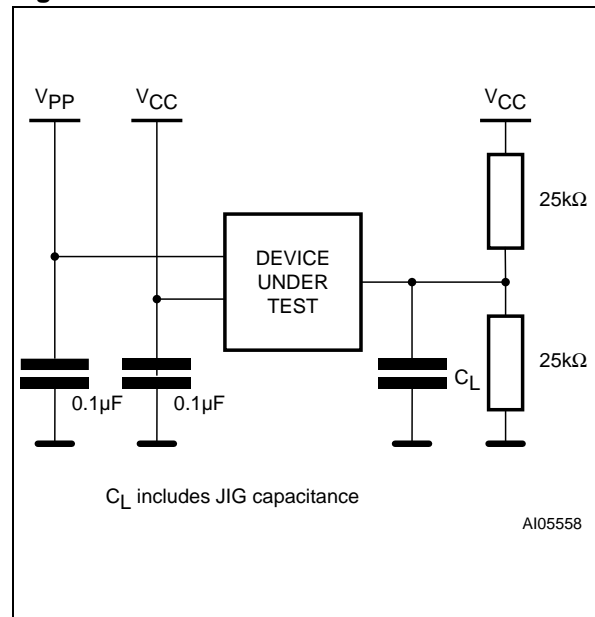 VPP
VCC
VCC
25kΩ
DEVICE
UNDER
TEST
25kΩ
CL
0.1µF
0.1µF
CL includes JIG capacitance
AI05558